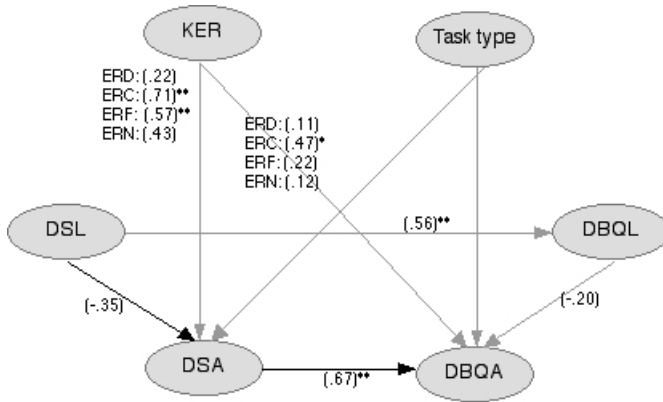 KER
Task type
ERD: (.22)
ERC: (.71)**
ERF: (.57)**
ERN: (.43)
ERD: (.11)
ERC: (.47)*
ERF: (.22)
ERN: (.12)
DSL
(.56)**
DBQL
(-.35)
(-.20)
DSA
(.67)**
DBQA